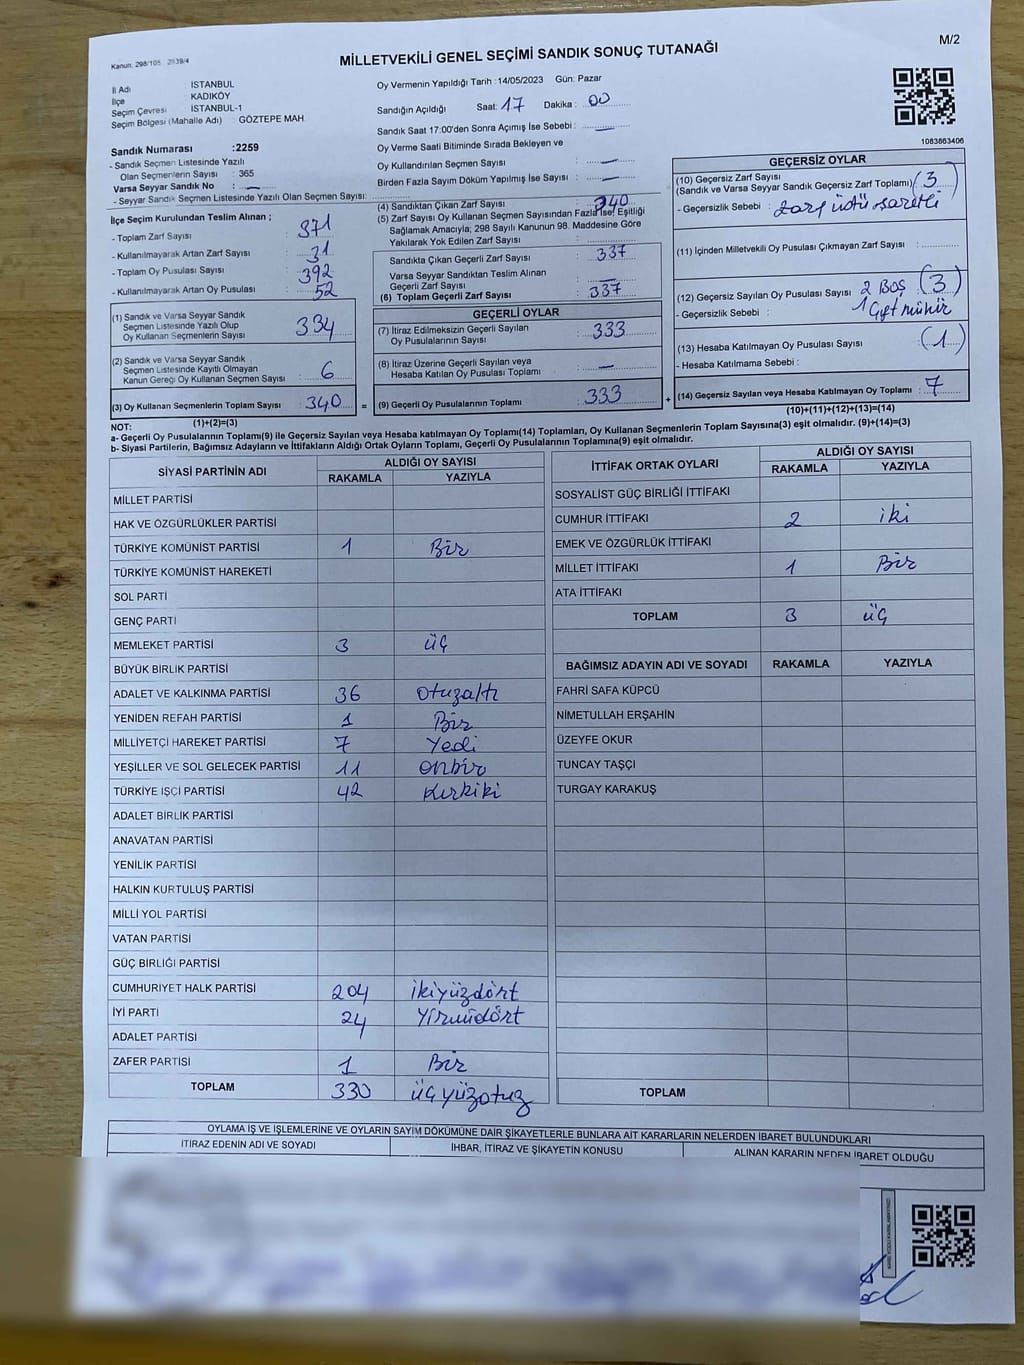 Kanun: 298/105 2839/4
MİLLETVEKİLİ GENEL SEÇİMİ SANDIK SONUÇ TUTANAĞI
M/2
İl Adı İSTANBUL
İlçe KADIKÖY
Seçim Çevresi İSTANBUL-1
Seçim Bölgesi (Mahalle Adı) : GÖZTEPE MAH.
Oy Vermenin Yapıldığı Tarih : 14/05/2023 Gün: Pazar
Sandığın Açıldığı Saat: 17 Dakika : 00
Sandık Saat 17:00'den Sonra Açımış İse Sebebi : —
Oy Verme Saati Bitiminde Sırada Bekleyen ve
Oy Kullandırılan Seçmen Sayısı : —
Birden Fazla Sayım Döküm Yapılmış İse Sayısı : —
1083863406
Sandık Numarası :2259
- Sandık Seçmen Listesinde Yazılı
Olan Seçmenlerin Sayısı : 365
Varsa Seyyar Sandık No : —
- Seyyar Sandık Seçmen Listesinde Yazılı Olan Seçmen Sayısı:
İlçe Seçim Kurulundan Teslim Alınan ;
- Toplam Zarf Sayısı : 371
- Kullanılmayarak Artan Zarf Sayısı : 31
- Toplam Oy Pusulası Sayısı : 392
- Kullanılmayarak Artan Oy Pusulası : 52
(1) Sandık ve Varsa Seyyar Sandık
Seçmen Listesinde Yazılı Olup
Oy Kullanan Seçmenlerin Sayısı : 334
(2) Sandık ve Varsa Seyyar Sandık
Seçmen Listesinde Kayıtlı Olmayan
Kanun Gereği Oy Kullanan Seçmen Sayısı : 6
(3) Oy Kullanan Seçmenlerin Toplam Sayısı : 340
(1)+(2)=(3)
(4) Sandıktan Çıkan Zarf Sayısı : 340
(5) Zarf Sayısı Oy Kullanan Seçmen Sayısından Fazla İse; Eşitliği
Sağlamak Amacıyla; 298 Sayılı Kanunun 98. Maddesine Göre
Yakılarak Yok Edilen Zarf Sayısı :
Sandıkta Çıkan Geçerli Zarf Sayısı : 337
Varsa Seyyar Sandıktan Teslim Alınan
Geçerli Zarf Sayısı : —
(6) Toplam Geçerli Zarf Sayısı : 337
GEÇERLİ OYLAR
(7) İtiraz Edilmeksizin Geçerli Sayılan
Oy Pusulalarının Sayısı : 333
(8) İtiraz Üzerine Geçerli Sayılan veya
Hesaba Katılan Oy Pusulası Toplamı : —
= (9) Geçerli Oy Pusulalarının Toplamı : 333
GEÇERSİZ OYLAR
(10) Geçersiz Zarf Sayısı
(Sandık ve Varsa Seyyar Sandık Geçersiz Zarf Toplamı) (3)
- Geçersizlik Sebebi : zarf üstü işaretli
(11) İçinden Milletvekili Oy Pusulası Çıkmayan Zarf Sayısı :
(12) Geçersiz Sayılan Oy Pusulası Sayısı : 2 BOŞ (3)
- Geçersizlik Sebebi : 1 çift mühür
(13) Hesaba Katılmayan Oy Pusulası Sayısı (1)
- Hesaba Katılmama Sebebi :
+ (14) Geçersiz Sayılan veya Hesaba Katılmayan Oy Toplamı : 7
(10)+(11)+(12)+(13)=(14)
NOT:
a- Geçerli Oy Pusulalarının Toplamı(9) ile Geçersiz Sayılan veya Hesaba katılmayan Oy Toplamı(14) Toplamları, Oy Kullanan Seçmenlerin Toplam Sayısına(3) eşit olmalıdır. (9)+(14)=(3)
b- Siyasi Partilerin, Bağımsız Adayların ve İttifakların Aldığı Ortak Oyların Toplamı, Geçerli Oy Pusulalarının Toplamına(9) eşit olmalıdır.
SİYASİ PARTİNİN ADI ALDIĞI OY SAYISI
RAKAMLA YAZIYLA
MİLLET PARTİSİ
HAK VE ÖZGÜRLÜKLER PARTİSİ
TÜRKİYE KOMÜNİST PARTİSİ 1 Bir
TÜRKİYE KOMÜNİST HAREKETİ
SOL PARTİ
GENÇ PARTİ
MEMLEKET PARTİSİ 3 üç
BÜYÜK BİRLİK PARTİSİ
ADALET VE KALKINMA PARTİSİ 36 otuzaltı
YENİDEN REFAH PARTİSİ 1 Bir
MİLLİYETÇİ HAREKET PARTİSİ 7 Yedi
YEŞİLLER VE SOL GELECEK PARTİSİ 11 onbir
TÜRKİYE İŞÇİ PARTİSİ 42 kırkiki
ADALET BİRLİK PARTİSİ
ANAVATAN PARTİSİ
YENİLİK PARTİSİ
HALKIN KURTULUŞ PARTİSİ
MİLLİ YOL PARTİSİ
VATAN PARTİSİ
GÜÇ BİRLİĞİ PARTİSİ
CUMHURİYET HALK PARTİSİ 204 ikiyüzdört
İYİ PARTİ 24 Yirmidört
ADALET PARTİSİ
ZAFER PARTİSİ 1 Bir
TOPLAM 330 üçyüzotuz
İTTİFAK ORTAK OYLARI ALDIĞI OY SAYISI
RAKAMLA YAZIYLA
SOSYALİST GÜÇ BİRLİĞİ İTTİFAKI
CUMHUR İTTİFAKI 2 iki
EMEK VE ÖZGÜRLÜK İTTİFAKI
MİLLET İTTİFAKI 1 Bir
ATA İTTİFAKI
TOPLAM 3 üç
BAĞIMSIZ ADAYIN ADI VE SOYADI RAKAMLA YAZIYLA
FAHRİ SAFA KÜPCÜ
NİMETULLAH ERŞAHİN
ÜZEYFE OKUR
TUNCAY TAŞÇI
TURGAY KARAKUŞ
TOPLAM
OYLAMA İŞ VE İŞLEMLERİNE VE OYLARIN SAYIM DÖKÜMÜNE DAİR ŞİKAYETLERLE BUNLARA AİT KARARLARIN NELERDEN İBARET BULUNDUKLARI
İTİRAZ EDENİN ADI VE SOYADI İHBAR, İTİRAZ VE ŞİKAYETİN KONUSU ALINAN KARARIN NEDEN İBARET OLDUĞU